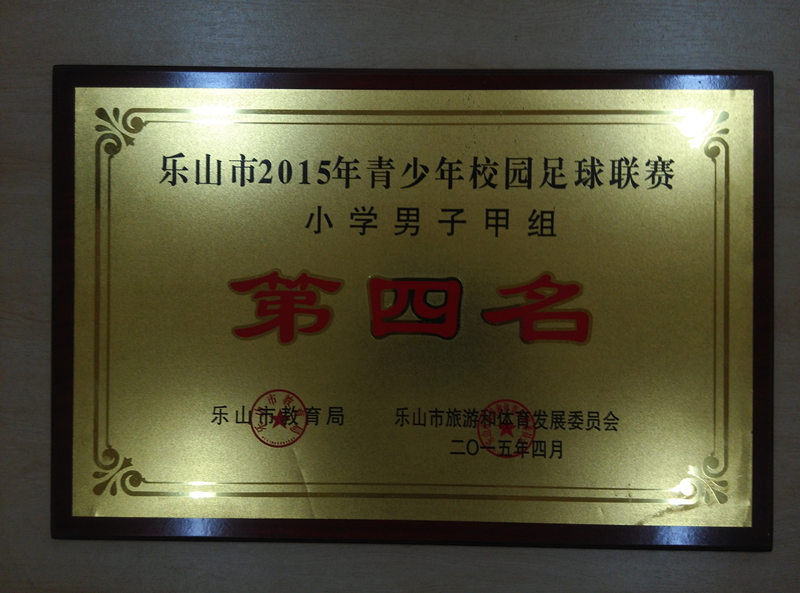 乐山市2015年青少年校园足球联赛
小学男子甲组
第四名
乐山市教育局 乐山市旅游和体育发展委员会
二〇一五年四月